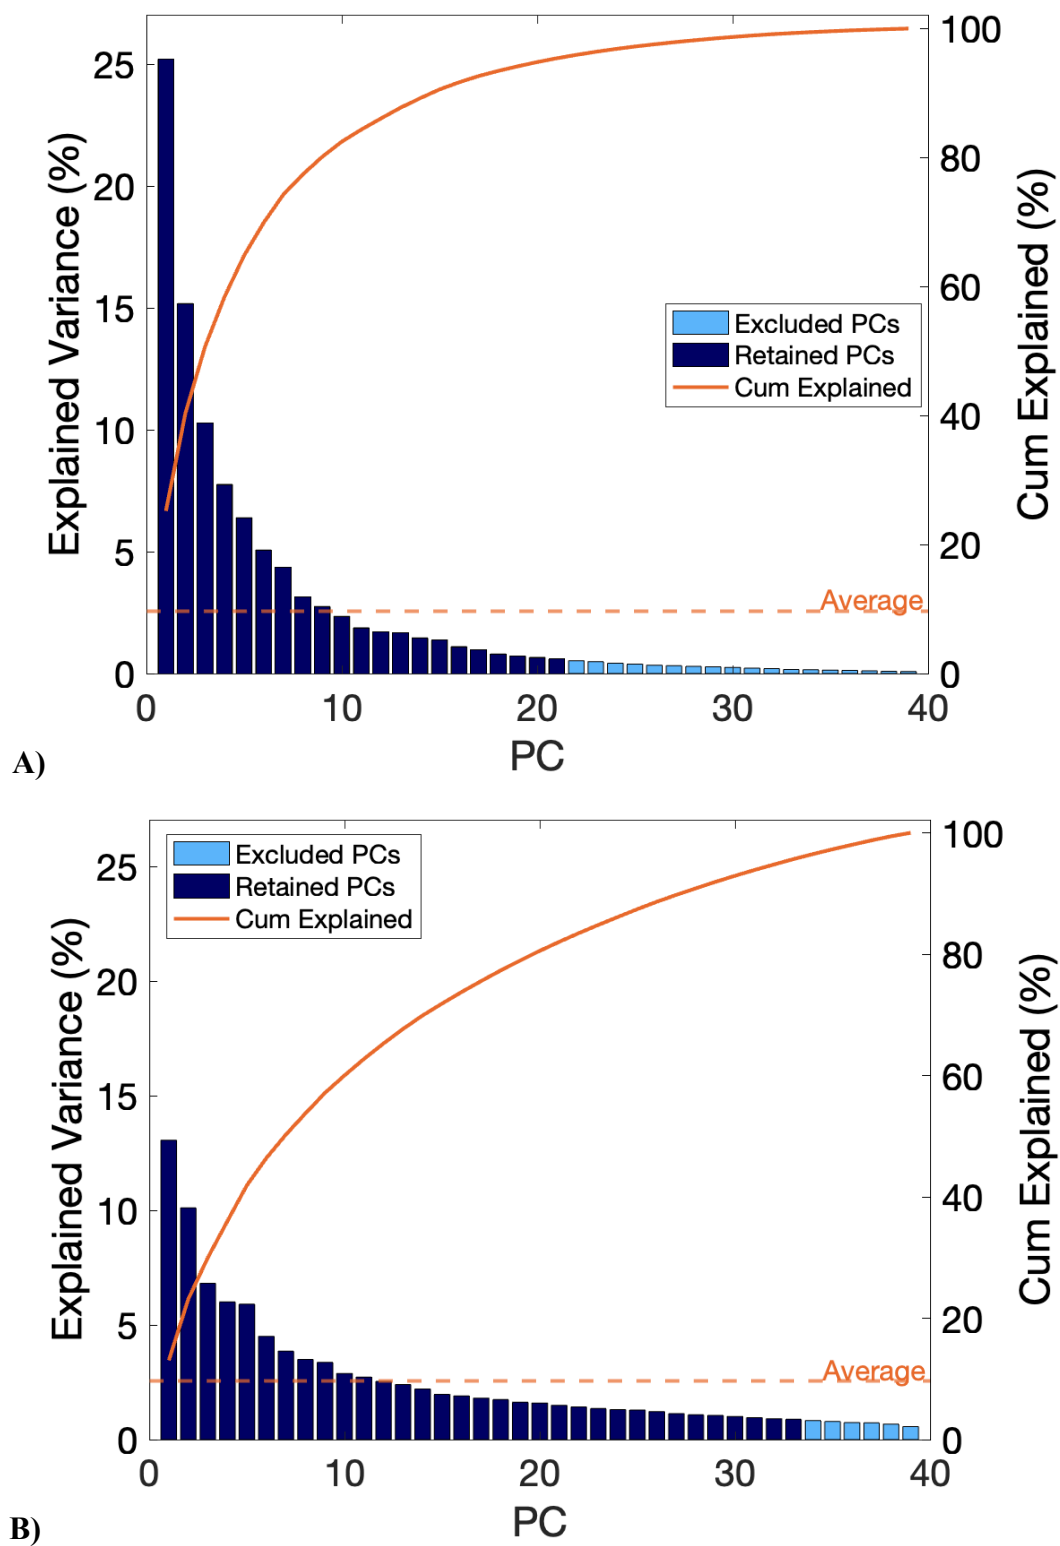 Explained Variance (%)
25
20
15
10
5
0
100
80
60
40
20
0
Cum Explained (%)
Excluded PCs
Retained PCs
Cum Explained
Average
0 10 20 30 40
PC
A)
Explained Variance (%)
25
20
15
10
5
0
Excluded PCs
Retained PCs
Cum Explained
100
80
60
40
20
0
Cum Explained (%)
Average
0 10 20 30 40
PC
B)